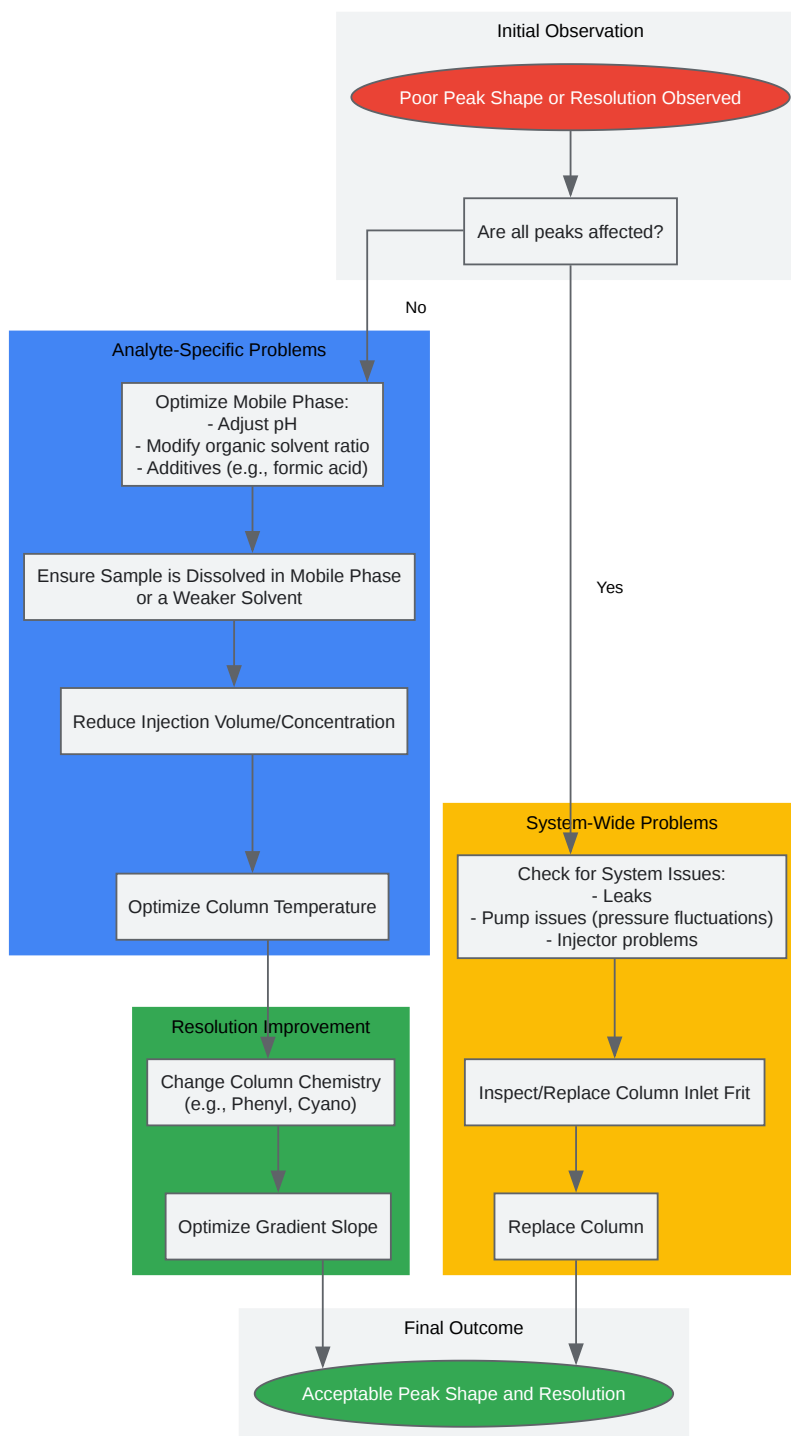 Initial Observation
Poor Peak Shape or Resolution Observed
Are all peaks affected?
No
Analyte-Specific Problems
Optimize Mobile Phase:
- Adjust pH
- Modify organic solvent ratio
- Additives (e.g., formic acid)
Ensure Sample is Dissolved in Mobile Phase
or a Weaker Solvent
Yes
Reduce Injection Volume/Concentration
Optimize Column Temperature
System-Wide Problems
Check for System Issues:
- Leaks
- Pump issues (pressure fluctuations)
- Injector problems
Resolution Improvement
Change Column Chemistry
(e.g., Phenyl, Cyano)
Optimize Gradient Slope
Inspect/Replace Column Inlet Frit
Replace Column
Final Outcome
Acceptable Peak Shape and Resolution